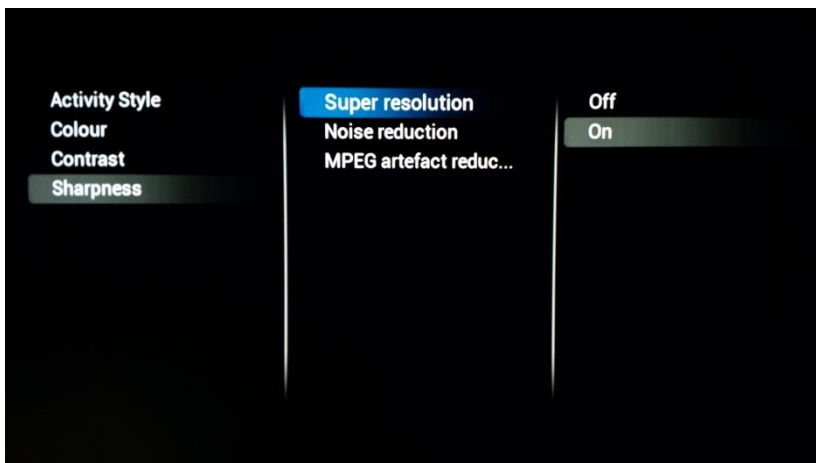 Activity Style
Colour
Contrast
Sharpness
Super resolution
Noise reduction
MPEG artefact reduc...
Off
On